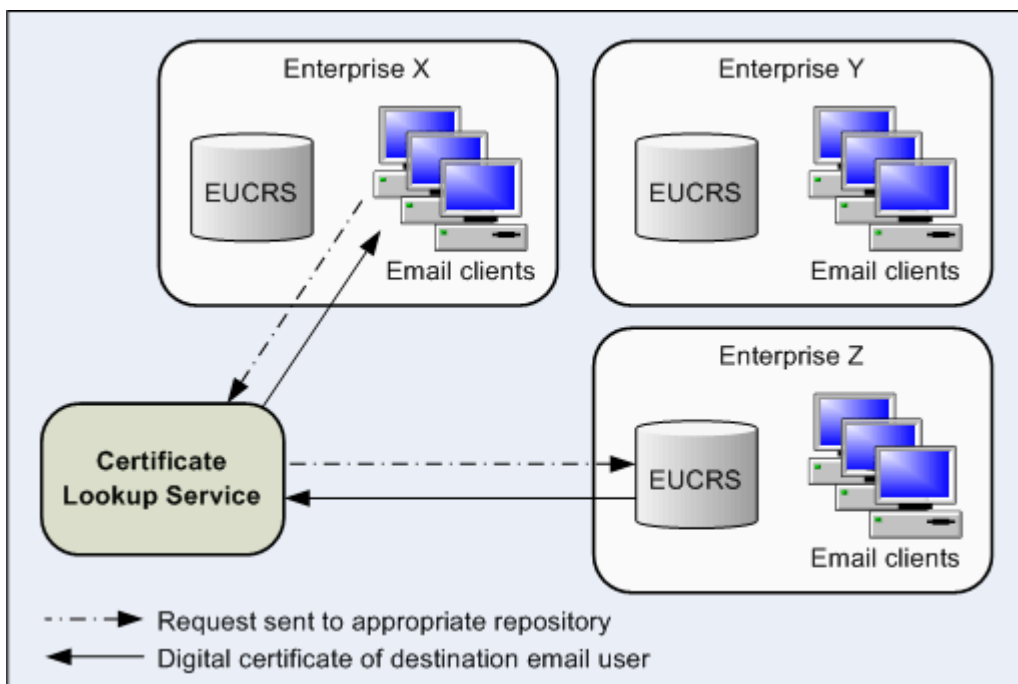 Enterprise X
EUCRS
Email clients
Enterprise Y
EUCRS
Email clients
Enterprise Z
EUCRS
Email clients
Certificate
Lookup Service
Request sent to appropriate repository
Digital certificate of destination email user